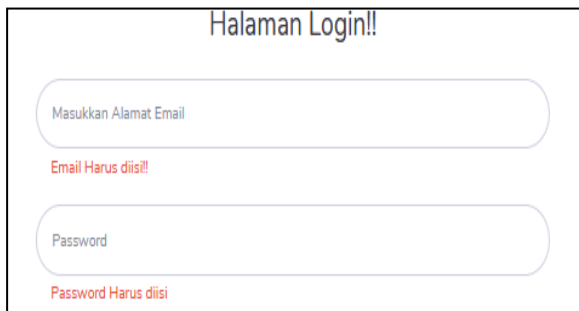 Halaman Login!!
Masukkan Alamat Email
Email Harus diisi!!
Password
Password Harus diisi